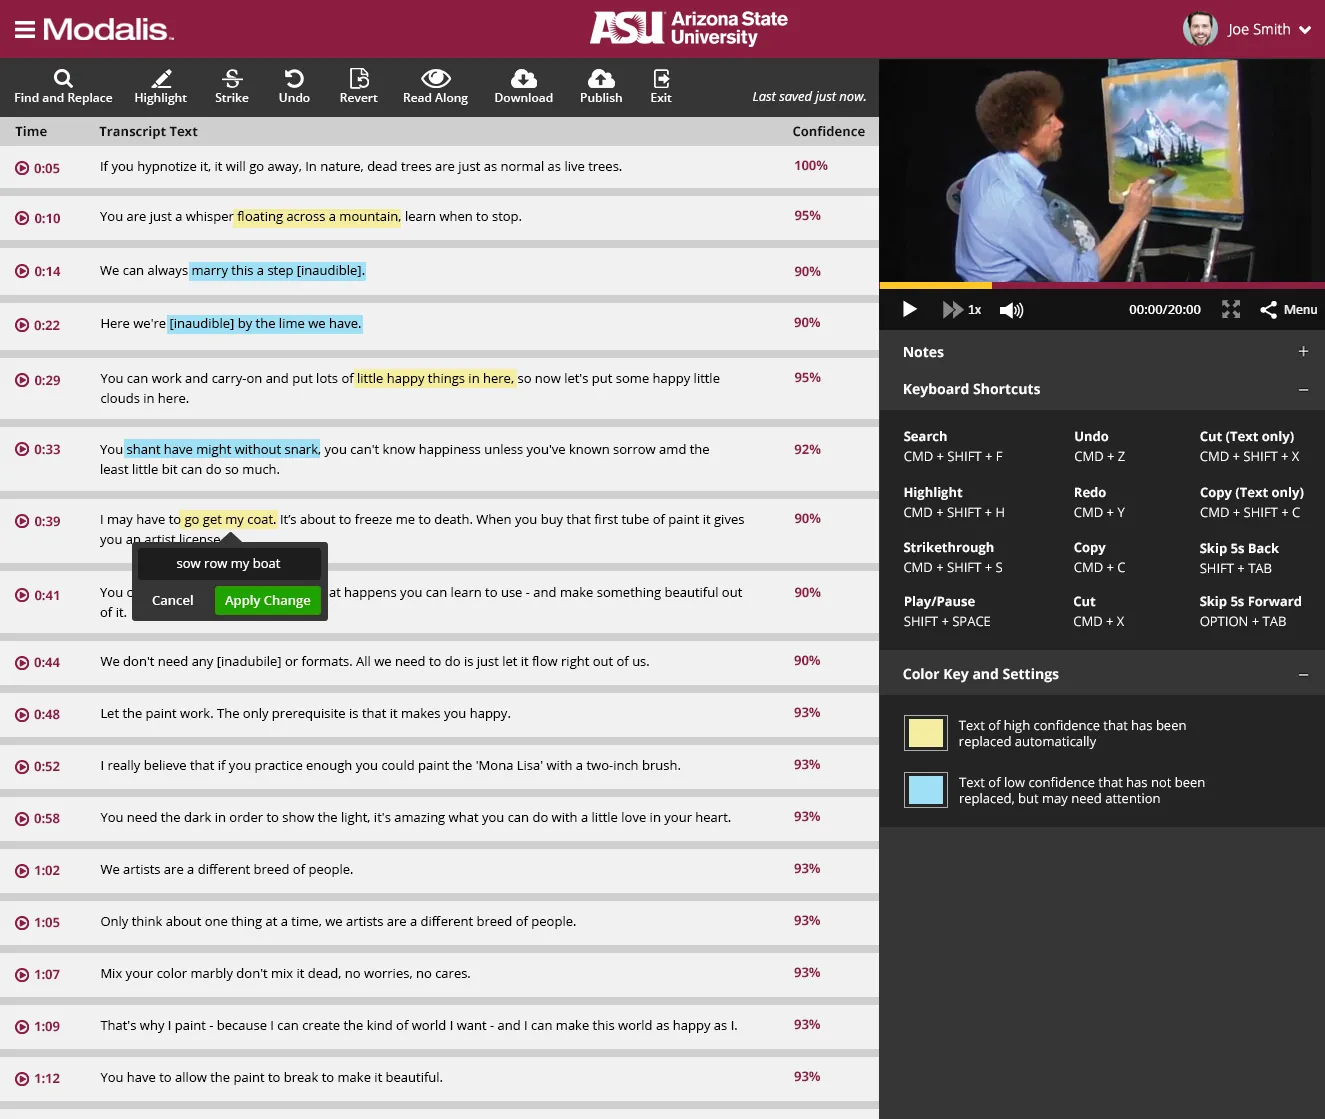 Modalis™
ASU Arizona State
University
Joe Smith
Find and Replace
Highlight
Strike
Undo
Revert
Read Along
Download
Publish
Exit
Last saved just now.
Time Transcript Text Confidence
0:05 If you hypnotize it, it will go away, In nature, dead trees are just as normal as live trees. 100%
0:10 You are just a whisper floating across a mountain, learn when to stop. 95%
0:14 We can always marry this a step [inaudible]. 90%
0:22 Here we're [inaudible] by the lime we have. 90%
0:29 You can work and carry-on and put lots of little happy things in here, so now let's put some happy little 95%
clouds in here.
0:33 You shant have might without snark, you can't know happiness unless you've known sorrow amd the 92%
least little bit can do so much.
0:39 I may have to go get my coat. It's about to freeze me to death. When you buy that first tube of paint it gives 90%
you an artist license
sow row my boat
Cancel Apply Change
0:41 You at happens you can learn to use - and make something beautiful out 90%
of it.
0:44 We don't need any [inadubile] or formats. All we need to do is just let it flow right out of us. 90%
0:48 Let the paint work. The only prerequisite is that it makes you happy. 93%
0:52 I really believe that if you practice enough you could paint the 'Mona Lisa' with a two-inch brush. 93%
0:58 You need the dark in order to show the light, it's amazing what you can do with a little love in your heart. 93%
1:02 We artists are a different breed of people. 93%
1:05 Only think about one thing at a time, we artists are a different breed of people. 93%
1:07 Mix your color marbly don't mix it dead, no worries, no cares. 93%
1:09 That's why I paint - because I can create the kind of world I want - and I can make this world as happy as I. 93%
1:12 You have to allow the paint to break to make it beautiful. 93%
1x 00:00/20:00 Menu
Notes +
Keyboard Shortcuts –
Search Undo Cut (Text only)
CMD + SHIFT + F CMD + Z CMD + SHIFT + X
Highlight Redo Copy (Text only)
CMD + SHIFT + H CMD + Y CMD + SHIFT + C
Strikethrough Copy Skip 5s Back
CMD + SHIFT + S CMD + C SHIFT + TAB
Play/Pause Cut Skip 5s Forward
SHIFT + SPACE CMD + X OPTION + TAB
Color Key and Settings –
Text of high confidence that has been
replaced automatically
Text of low confidence that has not been
replaced, but may need attention